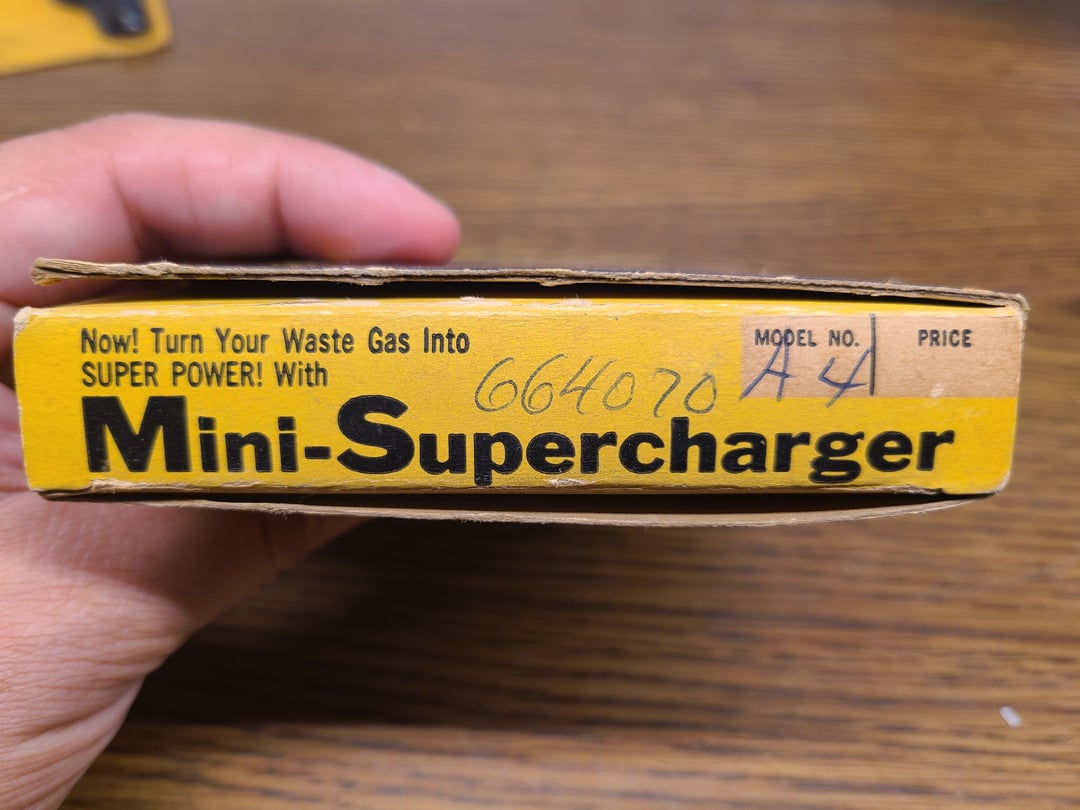 Now! Turn Your Waste Gas Into
SUPER POWER! With
Mini-Supercharger
664070
MODEL NO. PRICE
A 4